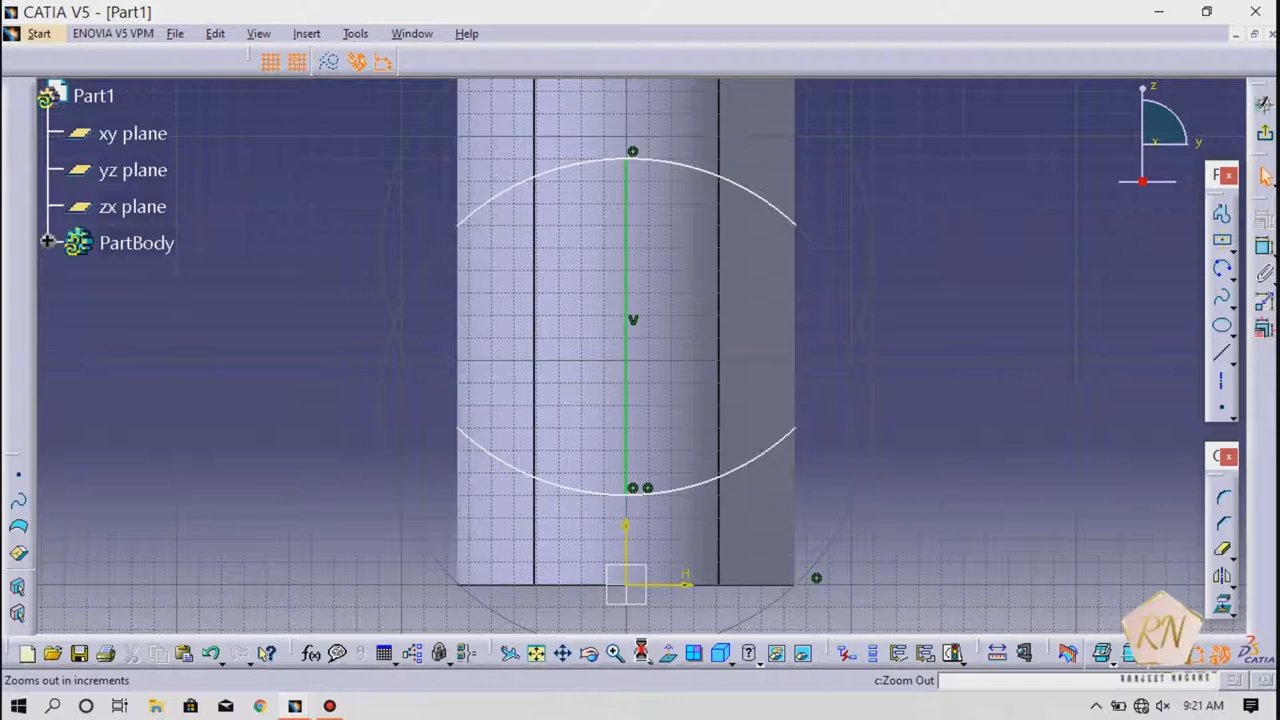 CATIA V5 - [Part1]
Start ENOVIA V5 VPM File Edit View Insert Tools Window Help
Part1
xy plane
yz plane
zx plane
PartBody
z
x
y
F
V
H
RN
CATIA
Zooms out in increments
c:Zoom Out
9:21 AM